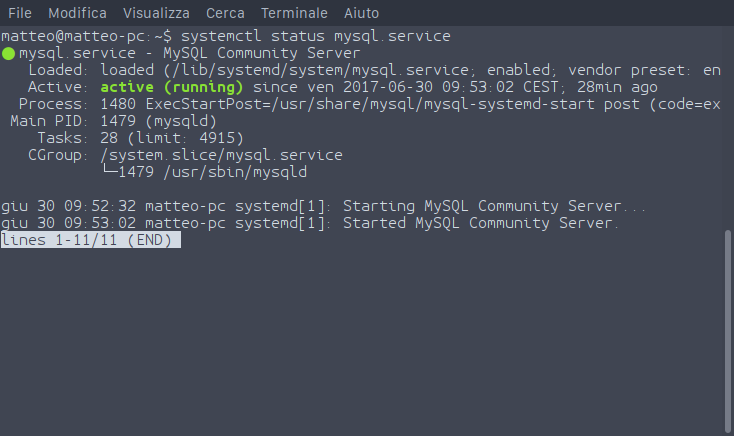 File Modifica Visualizza Cerca Terminale Aiuto
matteo@matteo-pc:~$ systemctl status mysql.service
● mysql.service - MySQL Community Server
   Loaded: loaded (/lib/systemd/system/mysql.service; enabled; vendor preset: en
   Active: active (running) since ven 2017-06-30 09:53:02 CEST; 28min ago
  Process: 1480 ExecStartPost=/usr/share/mysql/mysql-systemd-start post (code=ex
 Main PID: 1479 (mysqld)
    Tasks: 28 (limit: 4915)
   CGroup: /system.slice/mysql.service
           └─1479 /usr/sbin/mysqld
giu 30 09:52:32 matteo-pc systemd[1]: Starting MySQL Community Server...
giu 30 09:53:02 matteo-pc systemd[1]: Started MySQL Community Server.
lines 1-11/11 (END)